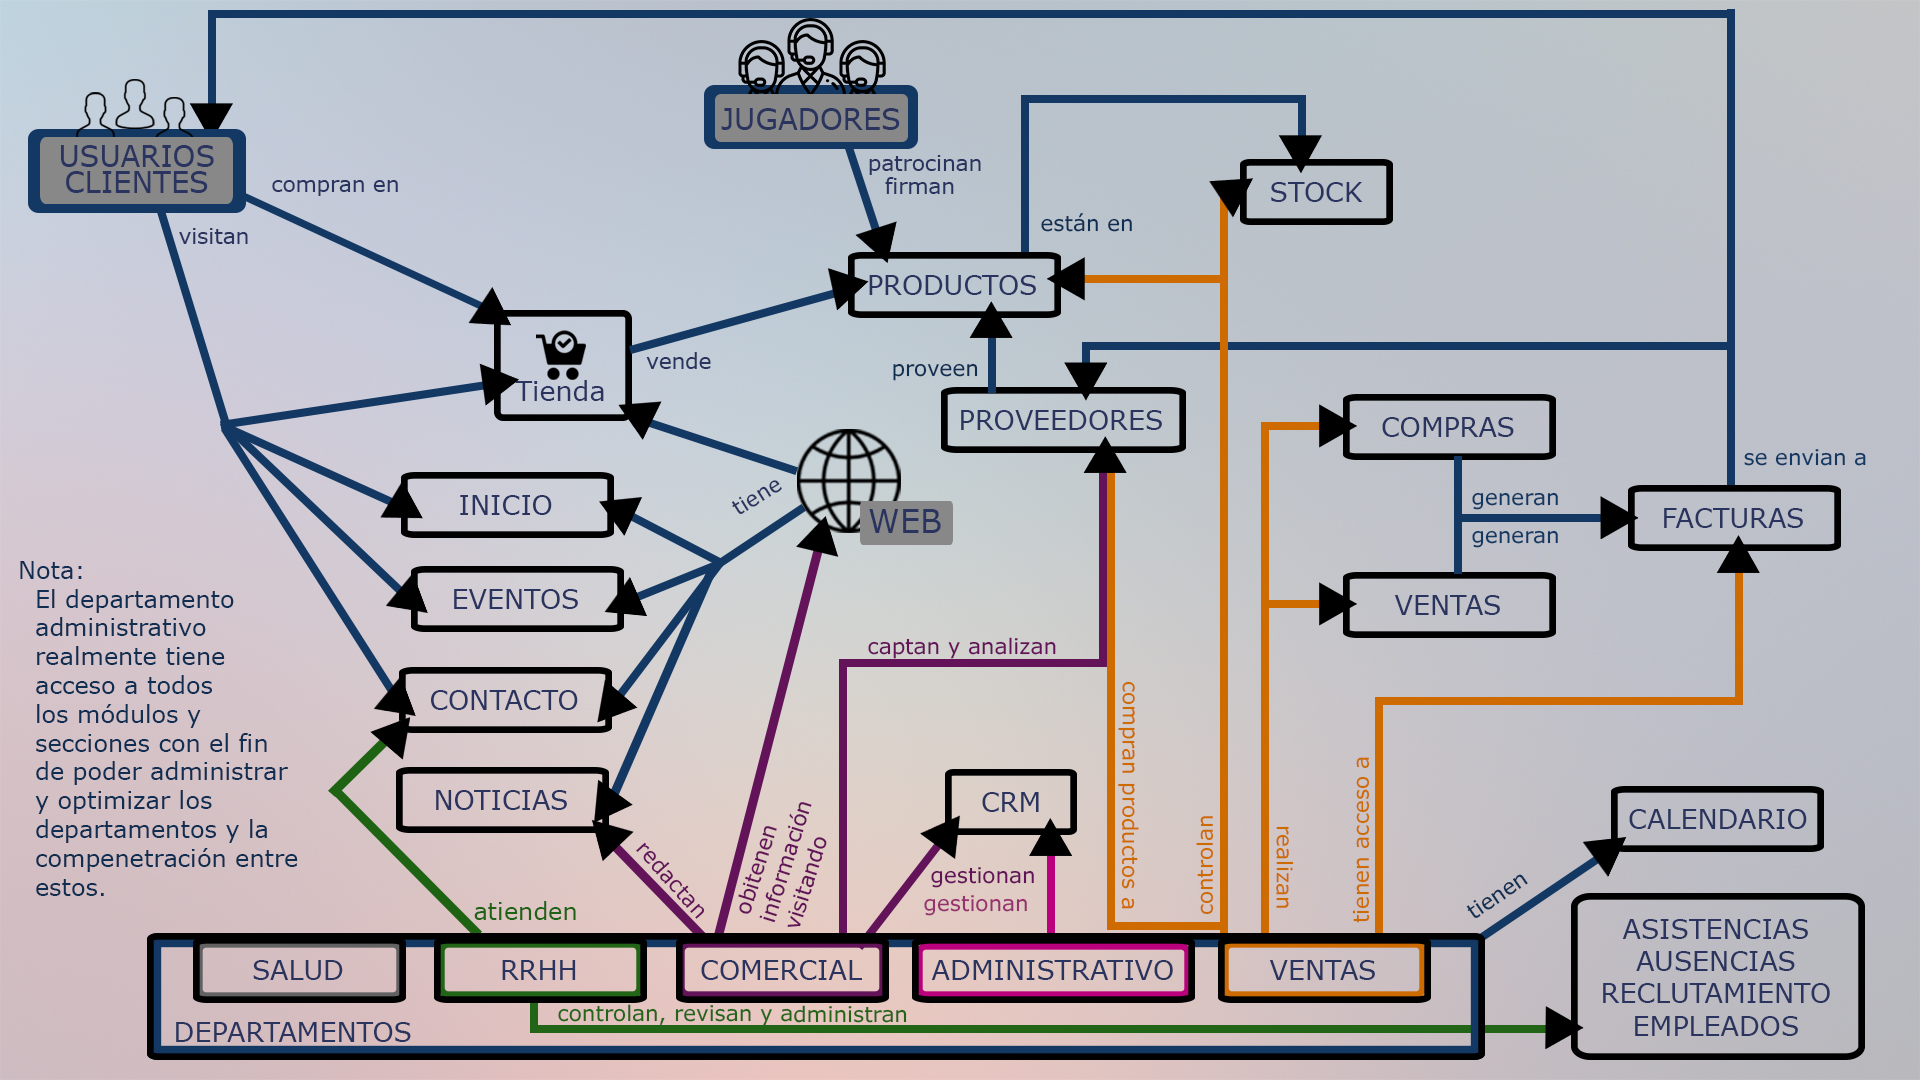 JUGADORES
USUARIOS
CLIENTES
patrocinan
firman
compran en
STOCK
están en
visitan
PRODUCTOS
vende
proveen
Tienda
PROVEEDORES
COMPRAS
se envian a
tiene
INICIO
generan
FACTURAS
WEB
generan
Nota:
El departamento
administrativo
realmente tiene
acceso a todos
los módulos y
secciones con el fin
de poder administrar
y optimizar los
departamentos y la
compenetración entre
estos.
EVENTOS
VENTAS
captan y analizan
CONTACTO
NOTICIAS
CRM
compran productos a
controlan
realizan
tienen acceso a
CALENDARIO
redactan
obitenen
información
visitando
gestionan
gestionan
tienen
atienden
ASISTENCIAS
AUSENCIAS
RECLUTAMIENTO
EMPLEADOS
SALUD
RRHH
COMERCIAL
ADMINISTRATIVO
VENTAS
controlan, revisan y administran
DEPARTAMENTOS